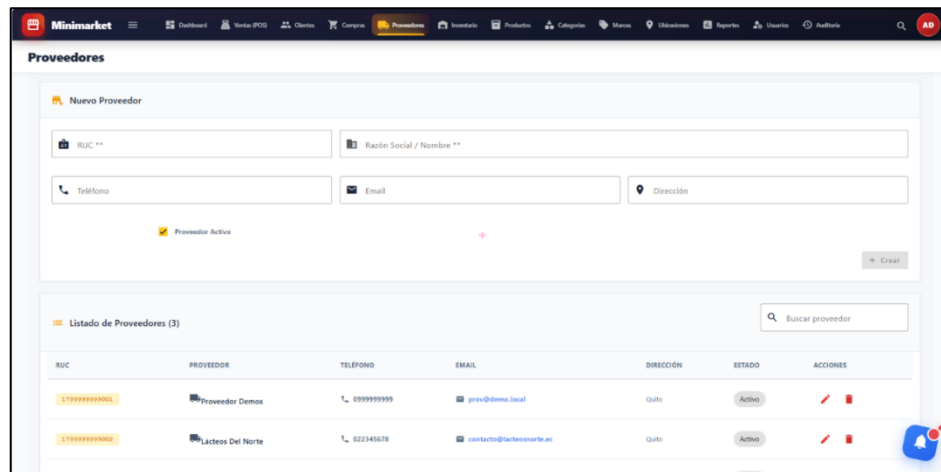 Minimarket Dashboard Ventas (POS) Clientes Compras Proveedores Inventario Productos Categorías Marcas Ubicaciones Reportes Usuarios Auditoría AD
Proveedores
Nuevo Proveedor
RUC ** Razón Social / Nombre **
Teléfono Email Dirección
Proveedor Activo
+ Crear
Listado de Proveedores (3) Buscar proveedor
RUC PROVEEDOR TELÉFONO EMAIL DIRECCIÓN ESTADO ACCIONES
1799999999001 Proveedor Demos 0999999999 prov@demo.local Quito Activo
1799999999002 Lácteos Del Norte 022345678 contacto@lacteosnorte.ec Quito Activo